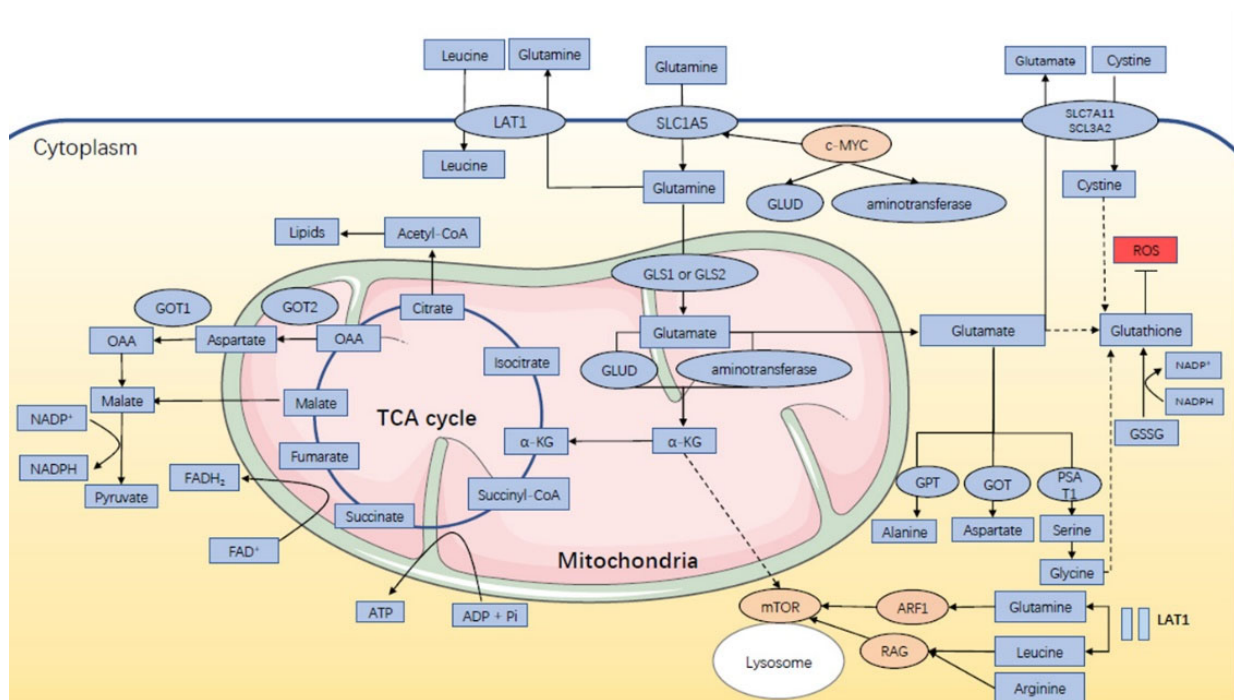 Leucine
Glutamine
Glutamine
Glutamate
Cystine
LAT1
SLC1A5
SLC7A11
SCL3A2
Cytoplasm
c-MYC
Leucine
Glutamine
GLUD
aminotransferase
Cystine
Lipids
Acetyl-CoA
ROS
GLS1 or GLS2
GOT1
GOT2
Citrate
OAA
Aspartate
OAA
Glutamate
Glutamate
Glutathione
Isocitrate
GLUD
aminotransferase
NADP⁺
NADPH
Malate
Malate
NADP⁺
TCA cycle
α-KG
α-KG
GSSG
NADPH
Fumarate
FADH₂
Pyruvate
Succinyl-CoA
GPT
GOT
PSA
T1
Succinate
Alanine
Aspartate
Serine
FAD⁺
Mitochondria
Glycine
ATP
ADP + Pi
mTOR
ARF1
Glutamine
LAT1
Lysosome
RAG
Leucine
Arginine